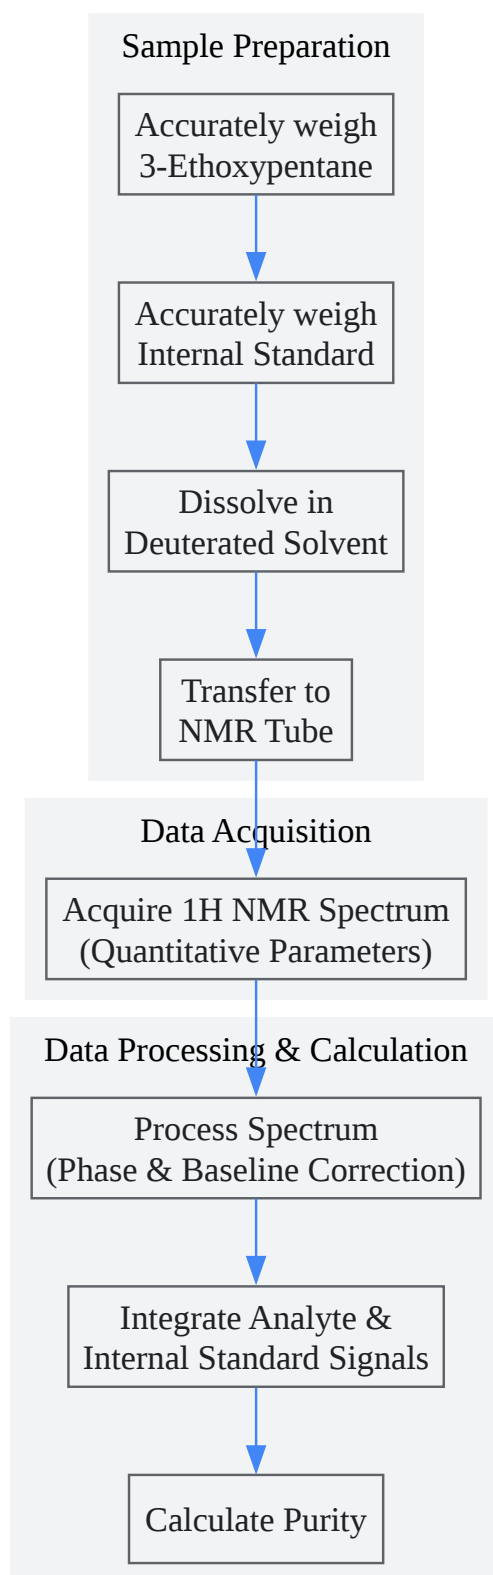 Sample Preparation
Accurately weigh
3-Ethoxypentane
Accurately weigh
Internal Standard
Dissolve in
Deuterated Solvent
Transfer to
NMR Tube
Data Acquisition
Acquire 1H NMR Spectrum
(Quantitative Parameters)
Data Processing & Calculation
Process Spectrum
(Phase & Baseline Correction)
Integrate Analyte &
Internal Standard Signals
Calculate Purity